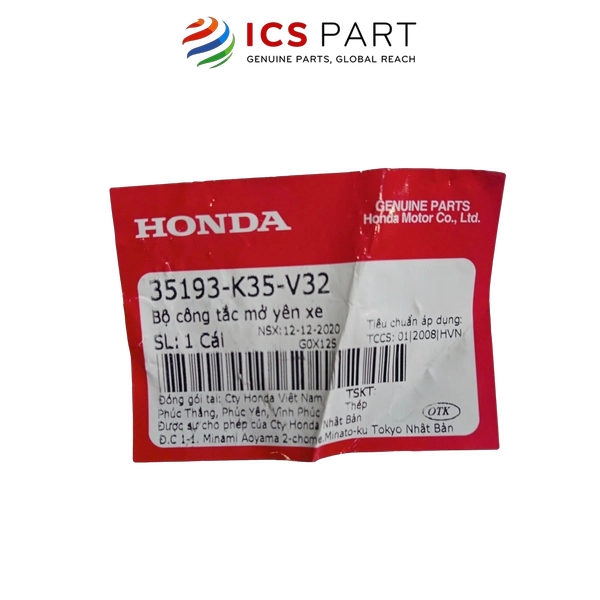 ICS PART
GENUINE PARTS, GLOBAL REACH
HONDA
GENUINE PARTS
Honda Motor Co., Ltd.
35193-K35-V32
Bộ công tắc mở yên xe
NSX: 12-12-2020
Tiêu chuẩn áp dụng:
SL: 1 Cái
G0X12S
TCCS: 01|2008|HVN
Đóng gói tại: Cty Honda Việt Nam
TSKT:
Phúc Thắng, Phúc Yên, Vĩnh Phúc
Thép
Được sự cho phép của Cty Honda Nhật Bản
OTK
Đ.C 1-1. Minami Aoyama 2-chome, Minato-ku Tokyo Nhật Bản